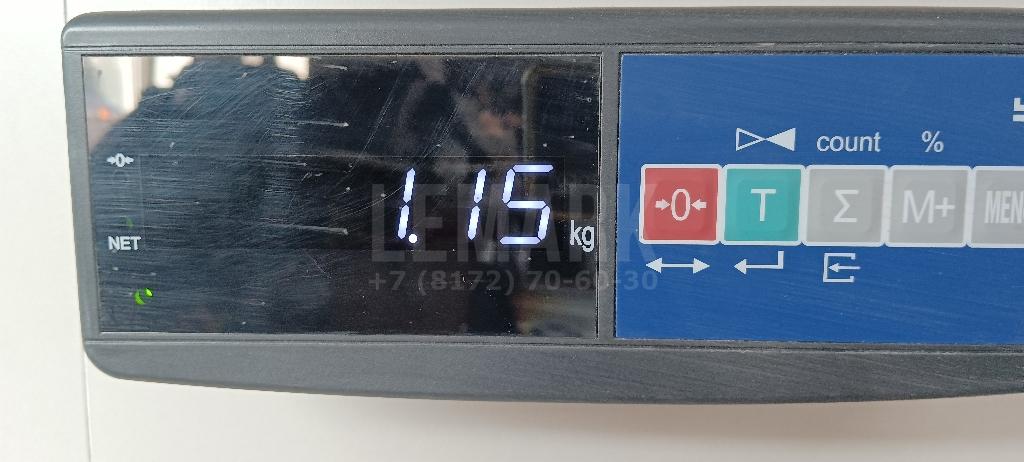 count %
→0←
1.15 kg
→0← T Σ M+ MEN
NET
LEMARK
+7 (8172) 70-60-30